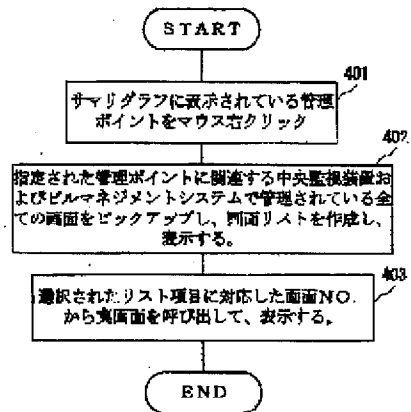 START
401
サマリグラフに表示されている管理
ポイントをマウス右クリック
402
指定された管理ポイントに関連する中央監視装置お
よびビルマネジメントシステムで管理されている全
ての画面をピックアップし、画面リストを作成し、
表示する。
403
選択されたリスト項目に対応した画面NO.
から実画面を呼び出して、表示する。
END